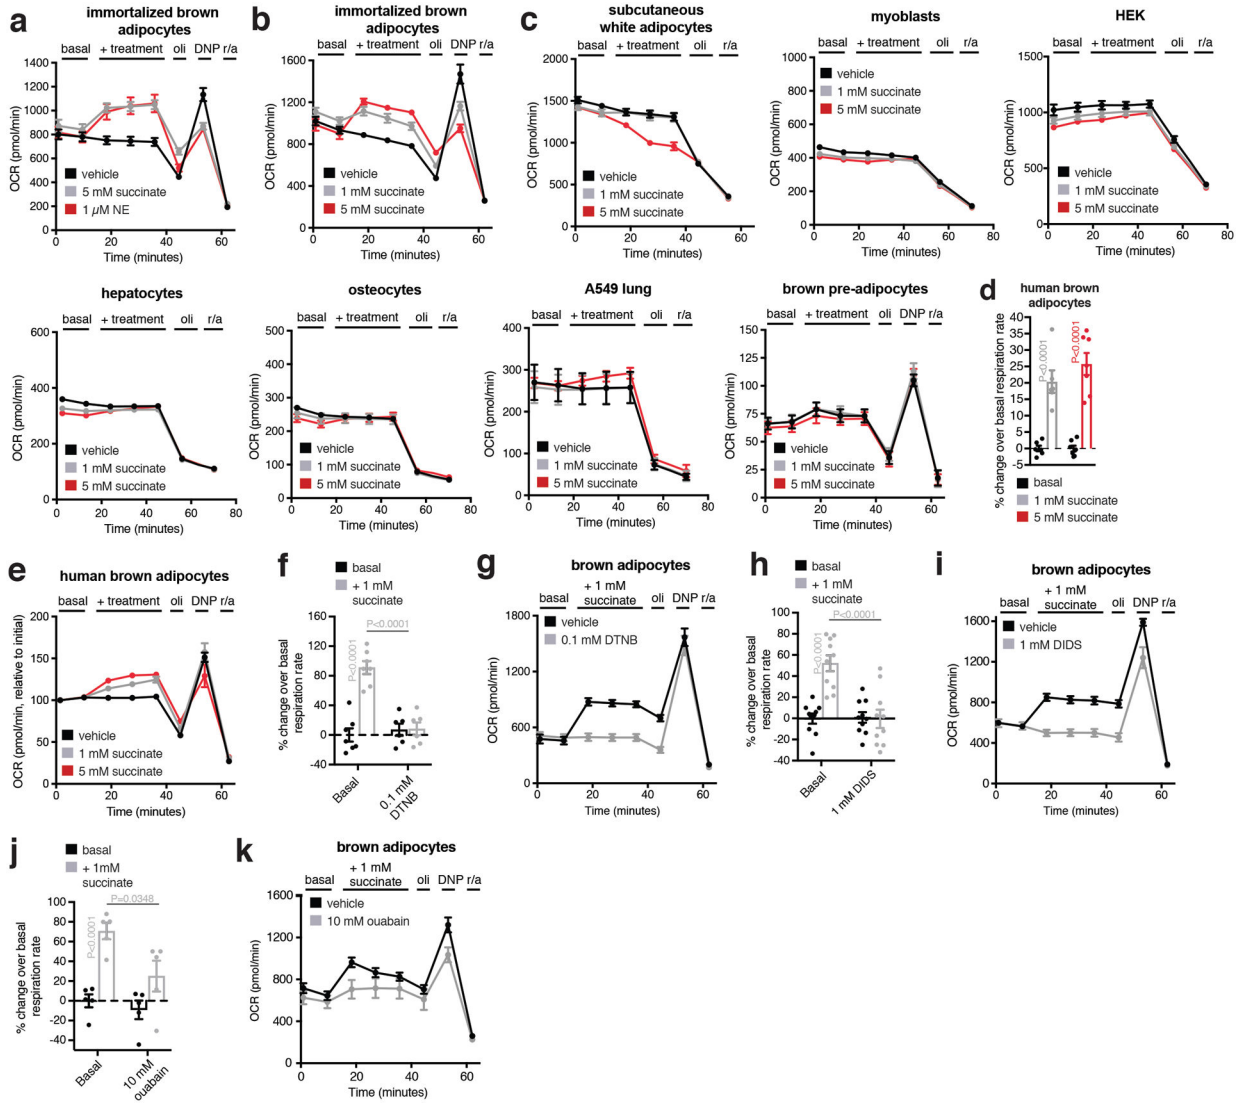 a
immortalized brown
adipocytes
basal + treatment oli DNP r/a
OCR (pmol/min)
1400
1200
1000
800
600
400
200
0
vehicle
5 mM succinate
1 µM NE
0 20 40 60
Time (minutes)
b
immortalized brown
adipocytes
basal + treatment oli DNP r/a
OCR (pmol/min)
1600
1200
800
400
0
vehicle
1 mM succinate
5 mM succinate
0 20 40 60
Time (minutes)
c
subcutaneous
white adipocytes
basal + treatment oli r/a
OCR (pmol/min)
2000
1500
1000
500
0
vehicle
1 mM succinate
5 mM succinate
0 20 40 60
Time (minutes)
myoblasts
basal + treatment oli r/a
OCR (pmol/min)
1000
800
600
400
200
0
vehicle
1 mM succinate
5 mM succinate
0 20 40 60 80
Time (minutes)
HEK
basal + treatment oli r/a
OCR (pmol/min)
1500
1000
500
0
vehicle
1 mM succinate
5 mM succinate
0 20 40 60 80
Time (minutes)
hepatocytes
basal + treatment oli r/a
OCR (pmol/min)
600
400
200
0
vehicle
1 mM succinate
5 mM succinate
0 20 40 60 80
Time (minutes)
osteocytes
basal + treatment oli r/a
OCR (pmol/min)
500
400
300
200
100
0
vehicle
1 mM succinate
5 mM succinate
0 20 40 60 80
Time (minutes)
A549 lung
basal + treatment oli r/a
OCR (pmol/min)
400
300
200
100
0
vehicle
1 mM succinate
5 mM succinate
0 20 40 60 80
Time (minutes)
brown pre-adipocytes
basal + treatment oli DNP r/a
OCR (pmol/min)
150
125
100
75
50
25
0
vehicle
1 mM succinate
5 mM succinate
0 20 40 60
Time (minutes)
d
human brown
adipocytes
% change over basal respiration rate
40
35
30
25
20
15
10
5
0
-5
P<0.0001
P<0.0001
basal
1 mM succinate
5 mM succinate
e
human brown adipocytes
basal + treatment oli DNP r/a
OCR (pmol/min, relative to initial)
200
150
100
50
0
vehicle
1 mM succinate
5 mM succinate
0 20 40 60
Time (minutes)
f
basal
+ 1 mM
succinate
% change over basal
respiration rate
160
120
80
40
0
-40
P<0.0001
P<0.0001
Basal
0.1 mM
DTNB
g
brown adipocytes
+ 1 mM
basal succinate oli DNP r/a
OCR (pmol/min)
1800
1200
600
0
vehicle
0.1 mM DTNB
0 20 40 60
Time (minutes)
h
basal
+ 1 mM
succinate
% change over basal
respiration rate
100
80
60
40
20
0
-20
-40
P<0.0001
P<0.0001
Basal
1 mM DIDS
i
brown adipocytes
+ 1 mM
basal succinate oli DNP r/a
OCR (pmol/min)
1600
1200
800
400
0
vehicle
1 mM DIDS
0 20 40 60
Time (minutes)
j
basal
+ 1mM
succinate
% change over basal
respiration rate
100
80
60
40
20
0
-20
-40
P<0.0001
P=0.0348
Basal
10 mM
ouabain
k
brown adipocytes
+ 1 mM
basal succinate oli DNP r/a
OCR (pmol/min)
1600
1200
800
400
0
vehicle
10 mM ouabain
0 20 40 60
Time (minutes)